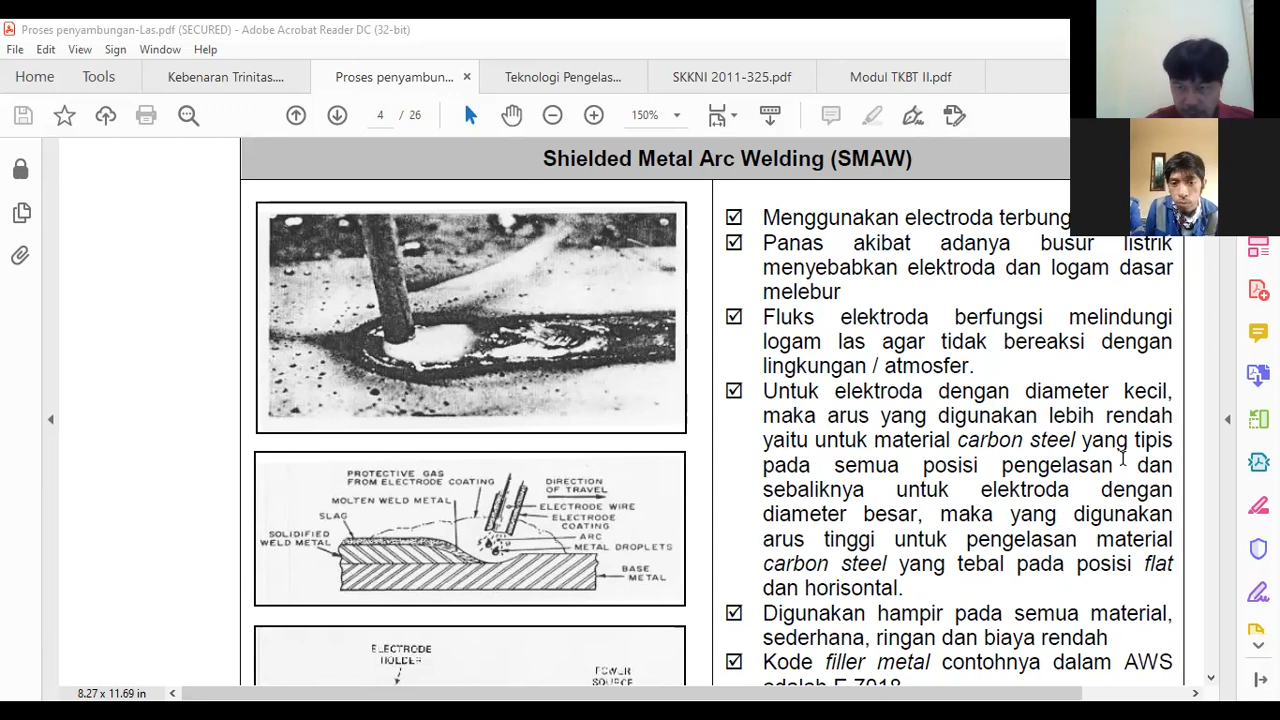 Proses penyambungan-Las.pdf (SECURED) - Adobe Acrobat Reader DC (32-bit)
File Edit View Sign Window Help
Home Tools Kebenaran Trinitas.... Proses penyambun... × Teknologi Pengelas... SKKNI 2011-325.pdf Modul TKBT II.pdf
4 / 26 150%
Shielded Metal Arc Welding (SMAW)
PROTECTIVE GAS
FROM ELECTRODE COATING
DIRECTION
OF TRAVEL
MOLTEN WELD METAL
ELECTRODE WIRE
SLAG
ELECTRODE
COATING
SOLIDIFIED
WELD METAL
ARC
METAL DROPLETS
BASE
METAL
ELECTRODE
HOLDER
POWER
SOURCE
☑ Menggunakan electroda
☑ Panas akibat adanya busur listrik
menyebabkan elektroda dan logam dasar
melebur
☑ Fluks elektroda berfungsi melindungi
logam las agar tidak bereaksi dengan
lingkungan / atmosfer.
☑ Untuk elektroda dengan diameter kecil,
maka arus yang digunakan lebih rendah
yaitu untuk material carbon steel yang tipis
pada semua posisi pengelasan dan
sebaliknya untuk elektroda dengan
diameter besar, maka yang digunakan
arus tinggi untuk pengelasan material
carbon steel yang tebal pada posisi flat
dan horisontal.
☑ Digunakan hampir pada semua material,
sederhana, ringan dan biaya rendah
☑ Kode filler metal contohnya dalam AWS
adalah E 7018
8.27 x 11.69 in